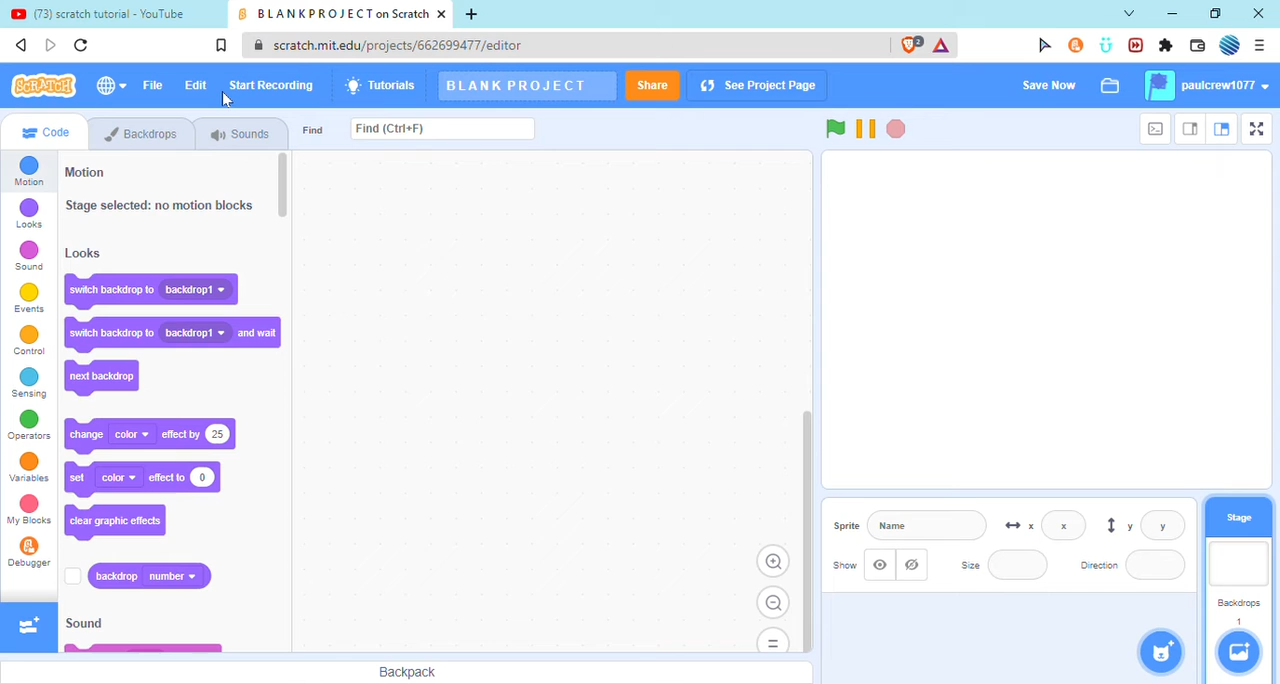 (73) scratch tutorial - YouTube
B L A N K P R O J E C T on Scratch
scratch.mit.edu/projects/662699477/editor
2
SCRATCH
File
Edit
Start Recording
Tutorials
B L A N K P R O J E C T
Share
See Project Page
Save Now
paulcrew1077
Code
Backdrops
Sounds
Find
Find (Ctrl+F)
Motion
Looks
Sound
Events
Control
Sensing
Operators
Variables
My Blocks
Debugger
Motion
Stage selected: no motion blocks
Looks
switch backdrop to backdrop1
switch backdrop to backdrop1 and wait
next backdrop
change color effect by 25
set color effect to 0
clear graphic effects
backdrop number
Sound
Backpack
Sprite
Name
x
x
y
y
Show
Size
Direction
Stage
Backdrops
1